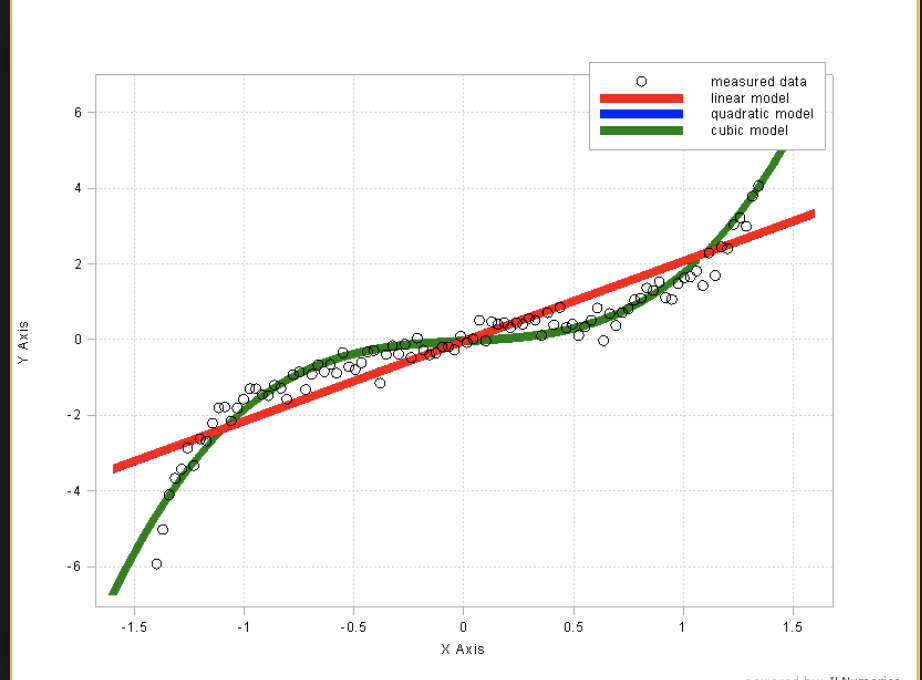 measured data
linear model
quadratic model
cubic model
6
4
2
0
-2
-4
-6
Y Axis
-1.5
-1
-0.5
0
0.5
1
1.5
X Axis